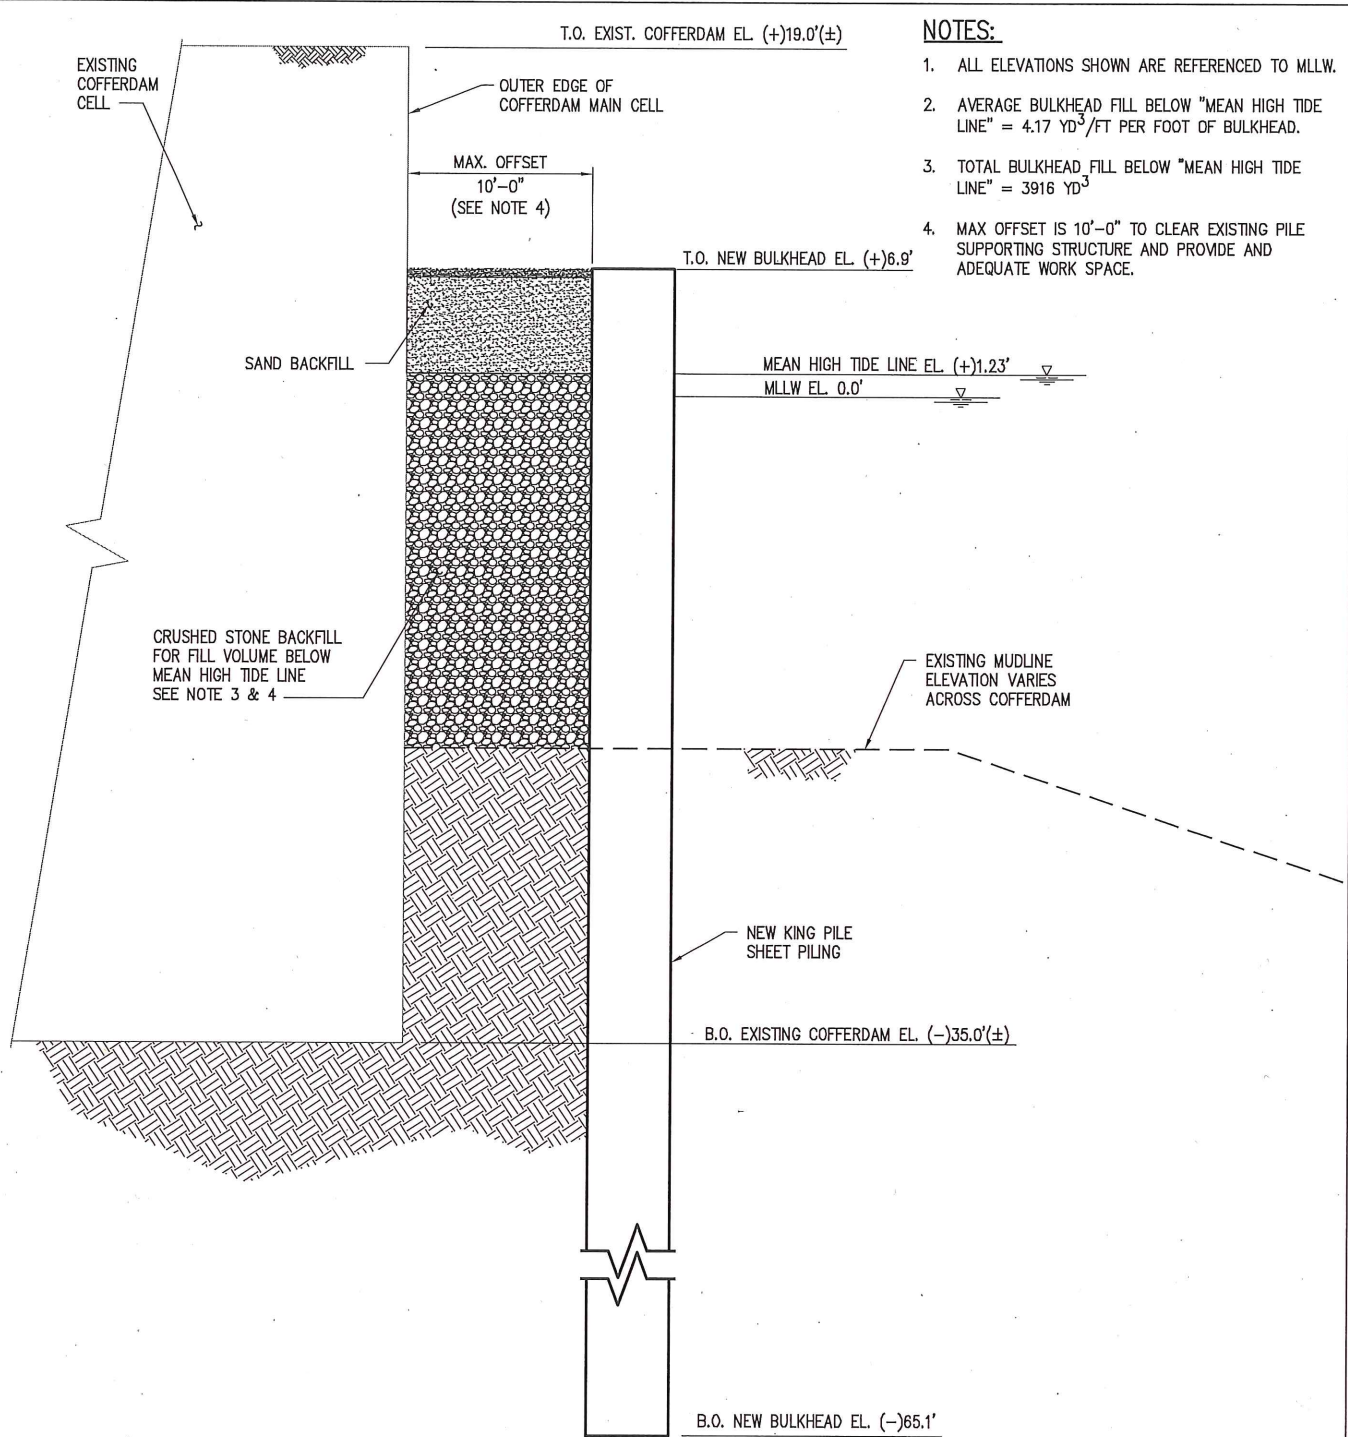 T.O. EXIST. COFFERDAM EL. (+)19.0'(±)
EXISTING
COFFERDAM
CELL
OUTER EDGE OF
COFFERDAM MAIN CELL
MAX. OFFSET
10'-0"
(SEE NOTE 4)
NOTES:
1. ALL ELEVATIONS SHOWN ARE REFERENCED TO MLLW.
2. AVERAGE BULKHEAD FILL BELOW "MEAN HIGH TIDE
LINE" = 4.17 YD³/FT PER FOOT OF BULKHEAD.
3. TOTAL BULKHEAD FILL BELOW "MEAN HIGH TIDE
LINE" = 3916 YD³
4. MAX OFFSET IS 10'-0" TO CLEAR EXISTING PILE
SUPPORTING STRUCTURE AND PROVIDE AND
ADEQUATE WORK SPACE.
T.O. NEW BULKHEAD EL. (+)6.9'
SAND BACKFILL
MEAN HIGH TIDE LINE EL. (+)1.23'
MLLW EL. 0.0'
CRUSHED STONE BACKFILL
FOR FILL VOLUME BELOW
MEAN HIGH TIDE LINE
SEE NOTE 3 & 4
EXISTING MUDLINE
ELEVATION VARIES
ACROSS COFFERDAM
NEW KING PILE
SHEET PILING
B.O. EXISTING COFFERDAM EL. (-)35.0'(±)
B.O. NEW BULKHEAD EL. (-)65.1'